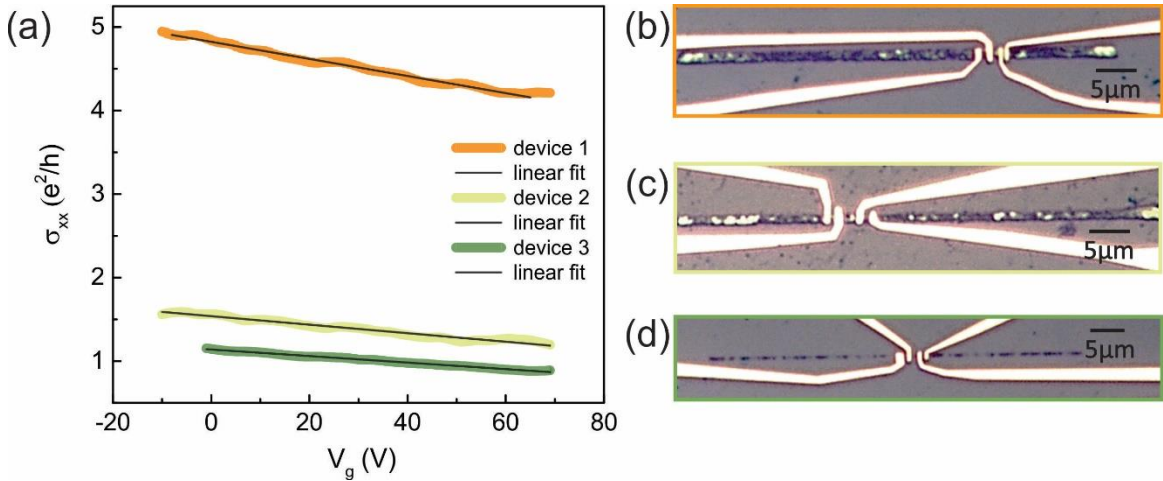 (a)
5
4
3
2
1
σxx (e²/h)
device 1
linear fit
device 2
linear fit
device 3
linear fit
-20
0
20
40
60
80
Vg (V)
(b)
5μm
(c)
5μm
(d)
5μm